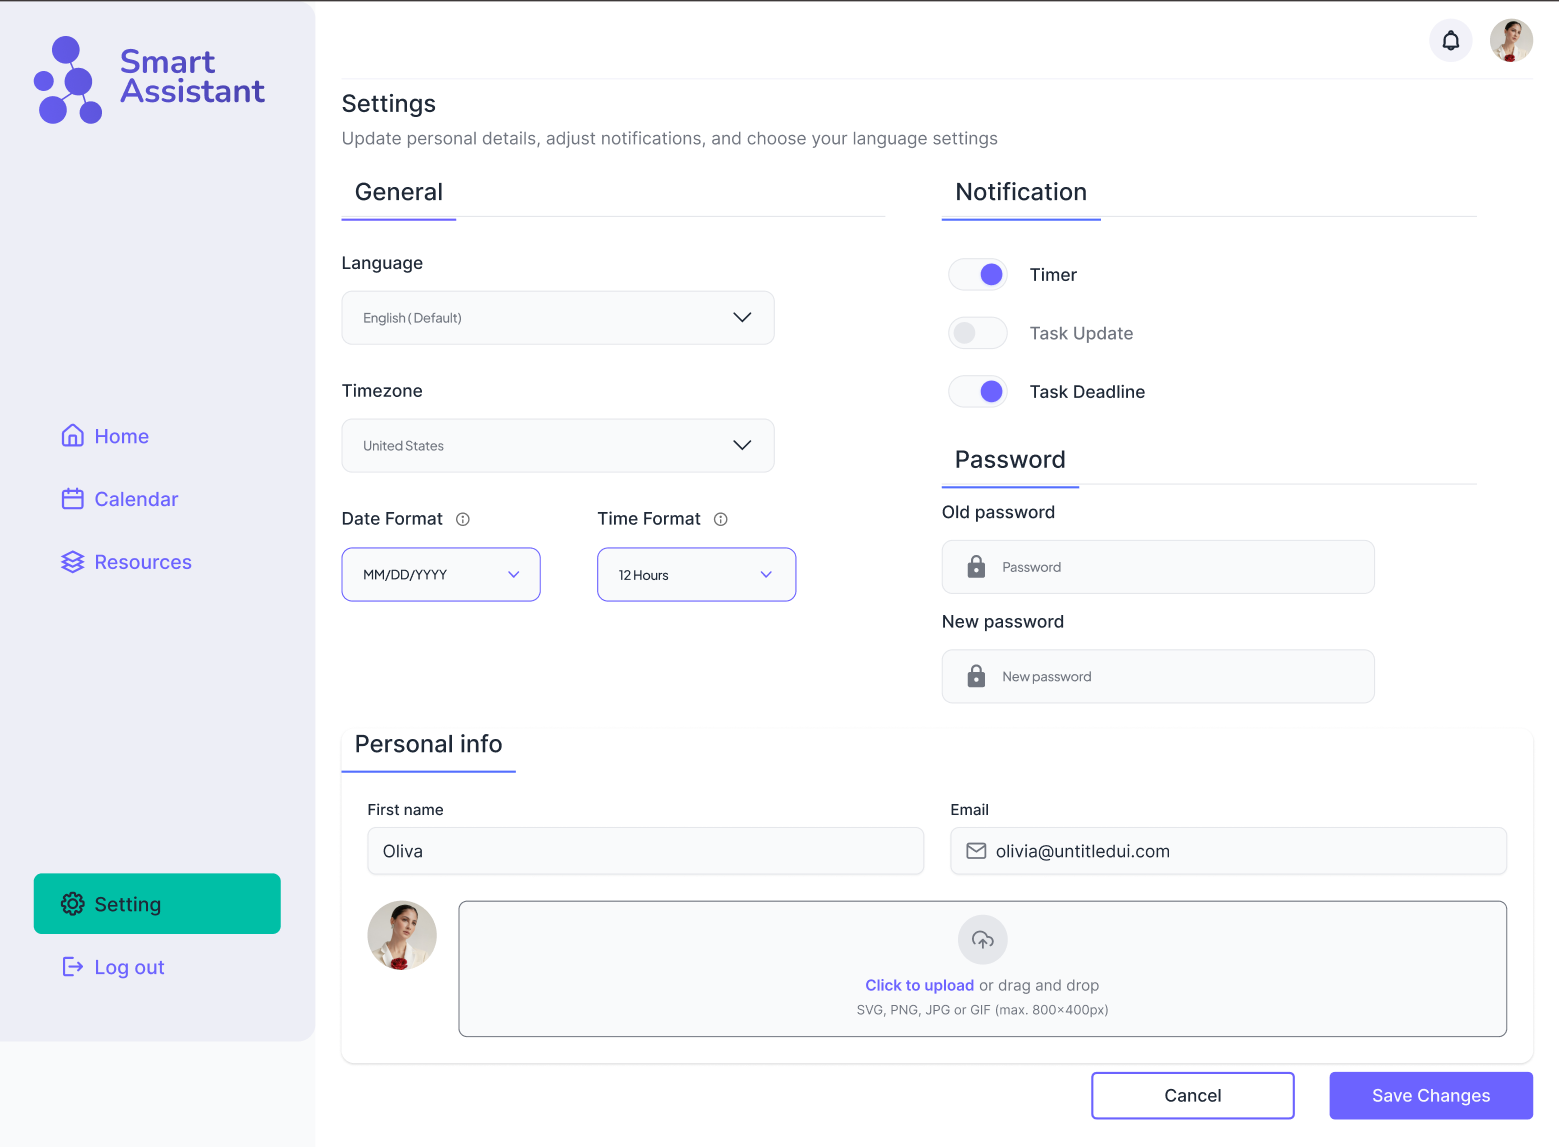 Smart
Assistant
Home
Calendar
Resources
Setting
Log out
Settings
Update personal details, adjust notifications, and choose your language settings
General
Language
English ( Default)
Timezone
United States
Date Format
Time Format
MM/DD/YYYY
12 Hours
Notification
Timer
Task Update
Task Deadline
Password
Old password
Password
New password
New password
Personal info
First name
Oliva
Email
olivia@untitledui.com
Click to upload or drag and drop
SVG, PNG, JPG or GIF (max. 800×400px)
Cancel
Save Changes